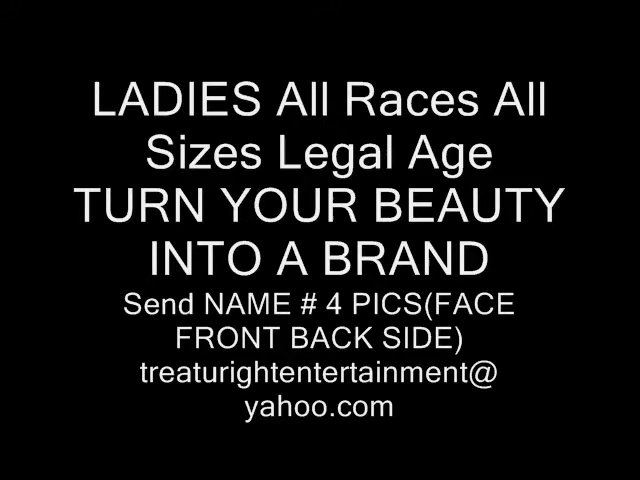 LADIES All Races All
Sizes Legal Age
TURN YOUR BEAUTY
INTO A BRAND
Send NAME # 4 PICS(FACE
FRONT BACK SIDE)
treaturightentertainment@
yahoo.com